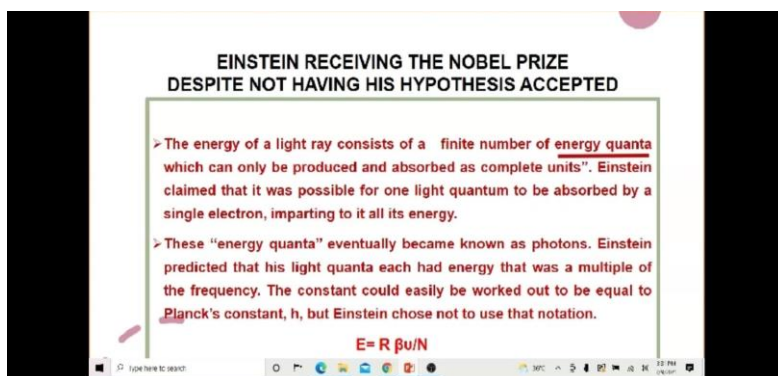 EINSTEIN RECEIVING THE NOBEL PRIZE
DESPITE NOT HAVING HIS HYPOTHESIS ACCEPTED
➢The energy of a light ray consists of a finite number of energy quanta
which can only be produced and absorbed as complete units”. Einstein
claimed that it was possible for one light quantum to be absorbed by a
single electron, imparting to it all its energy.
➢These “energy quanta” eventually became known as photons. Einstein
predicted that his light quanta each had energy that was a multiple of
the frequency. The constant could easily be worked out to be equal to
Planck’s constant, h, but Einstein chose not to use that notation.
E= R βυ/N
Type here to search